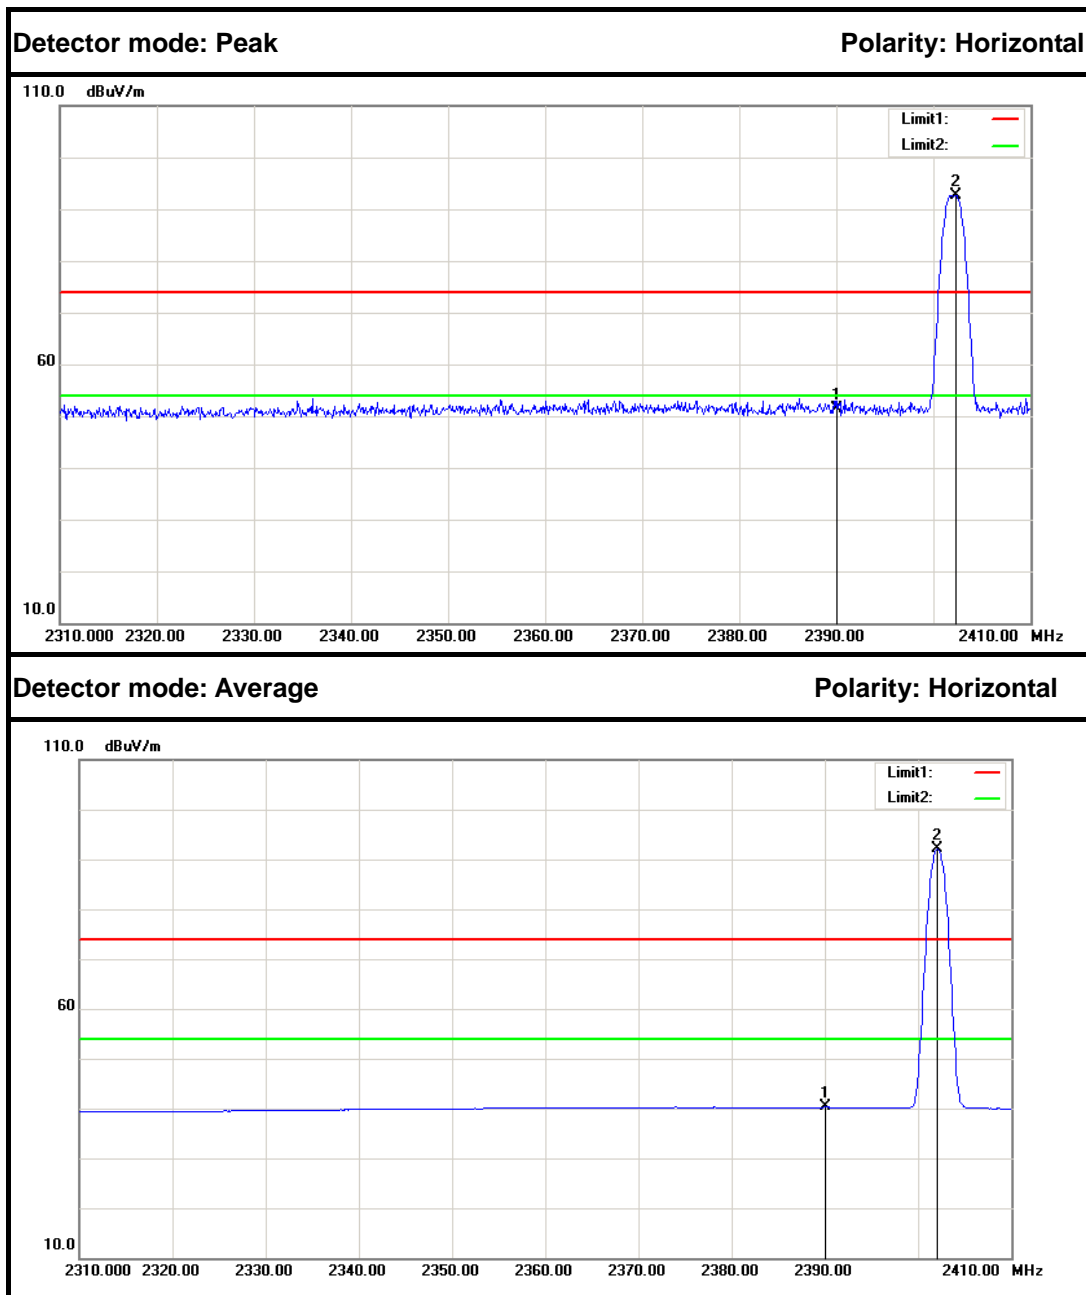 Detector mode: Peak Polarity: Horizontal
110.0 dBuV/m
Limit1:
Limit2:
2
60
1
10.0
2310.000 2320.00 2330.00 2340.00 2350.00 2360.00 2370.00 2380.00 2390.00 2410.00 MHz
Detector mode: Average Polarity: Horizontal
110.0 dBuV/m
Limit1:
Limit2:
2
60
1
10.0
2310.000 2320.00 2330.00 2340.00 2350.00 2360.00 2370.00 2380.00 2390.00 2410.00 MHz